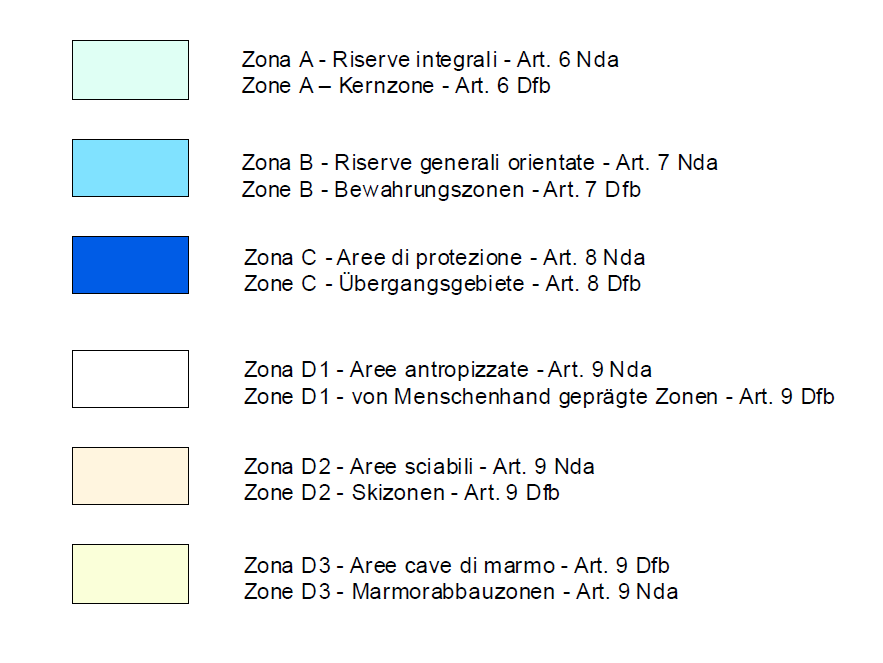 Zona A - Riserve integrali - Art. 6 Nda
Zone A – Kernzone - Art. 6 Dfb
Zona B - Riserve generali orientate - Art. 7 Nda
Zone B - Bewahrungszonen - Art. 7 Dfb
Zona C - Aree di protezione - Art. 8 Nda
Zone C - Übergangsgebiete - Art. 8 Dfb
Zona D1 - Aree antropizzate - Art. 9 Nda
Zone D1 - von Menschenhand geprägte Zonen - Art. 9 Dfb
Zona D2 - Aree sciabili - Art. 9 Nda
Zone D2 - Skizonen - Art. 9 Dfb
Zona D3 - Aree cave di marmo - Art. 9 Dfb
Zone D3 - Marmorabbauzonen - Art. 9 Nda